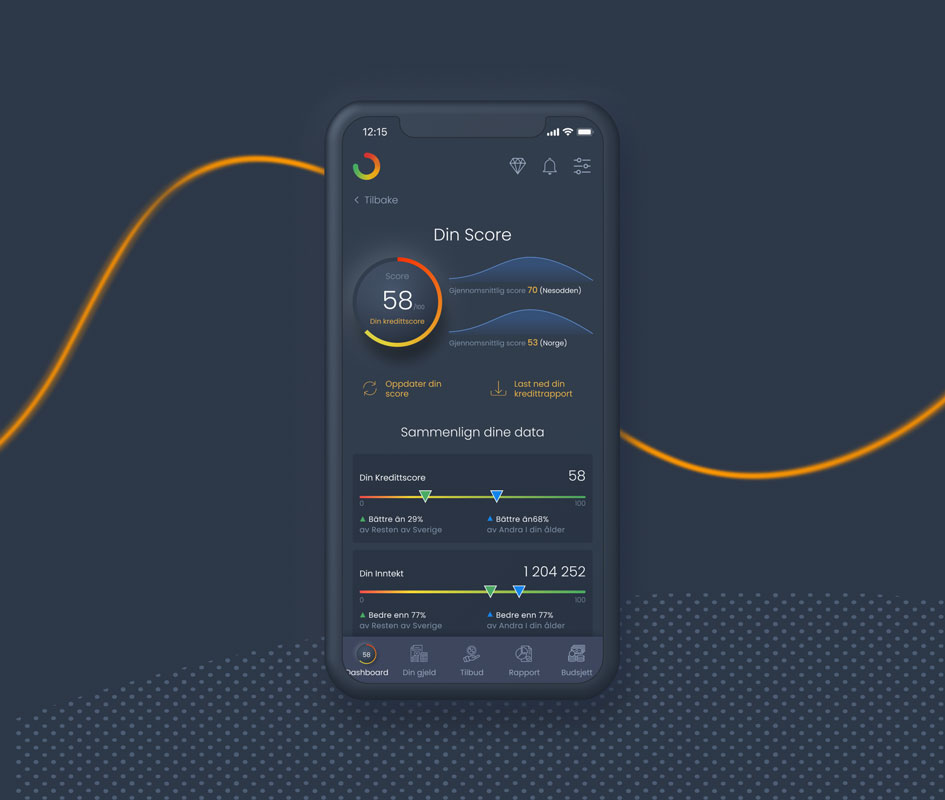 12:15
Tilbake
Din Score
Score
58/100
Din kredittscore
Gjennomsnittlig score 70 (Nesodden)
Gjennomsnittlig score 53 (Norge)
Oppdater din
score
Last ned din
kredittrapport
Sammenlign dine data
Din Kredittscore 58
0 100
Bättre än 29% Bättre än68%
av Resten av Sverige av Andra I din ålder
Din Inntekt 1 204 252
0 100
Bedre enn 77% Bedre enn 77%
av Resten av Sverige av Andra I din ålder
58
Dashboard Din gjeld Tilbud Rapport Budsjett